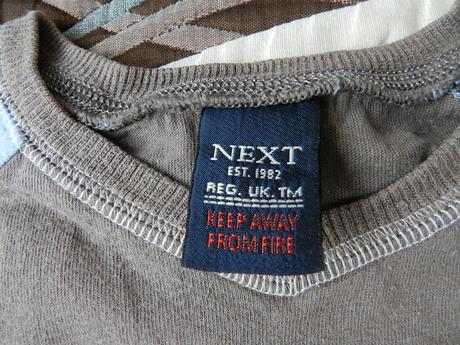 NEXT
EST. 1982
REG. UK. TM
KEEP AWAY
FROM FIRE